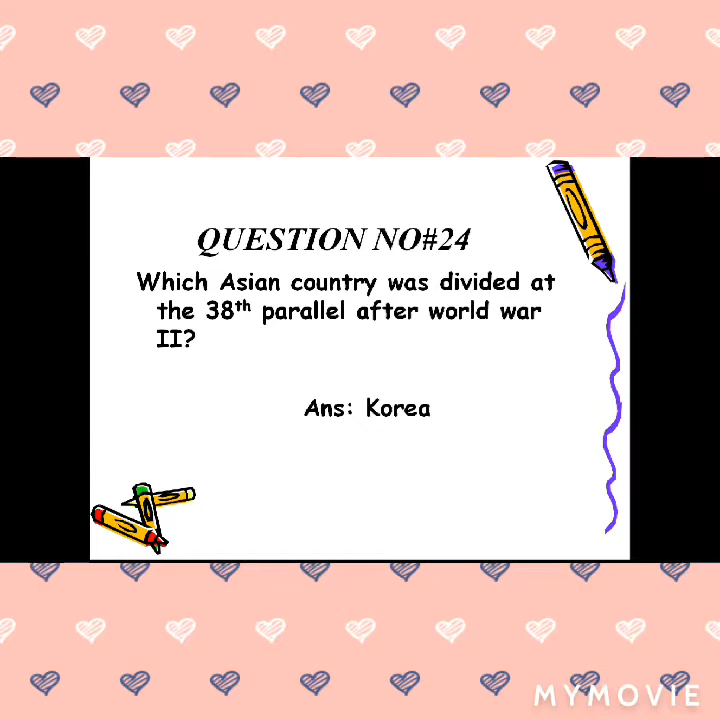 QUESTION NO#24
Which Asian country was divided at
the 38th parallel after world war
II?
Ans: Korea
MYMOVIE